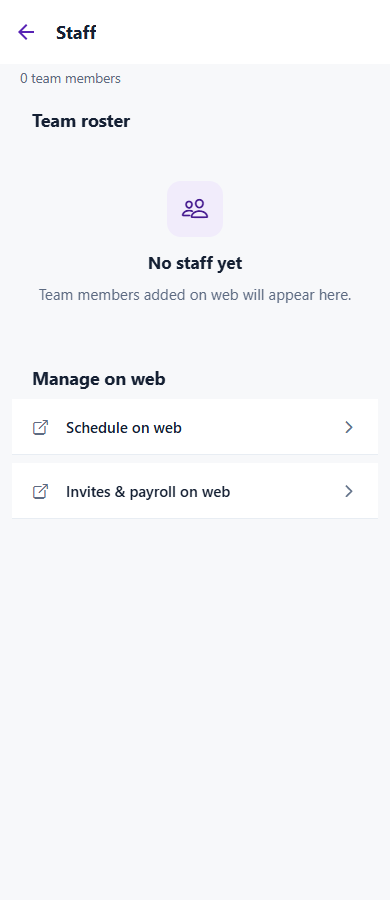 Staff
0 team members
Team roster
No staff yet
Team members added on web will appear here.
Manage on web
Schedule on web
Invites & payroll on web